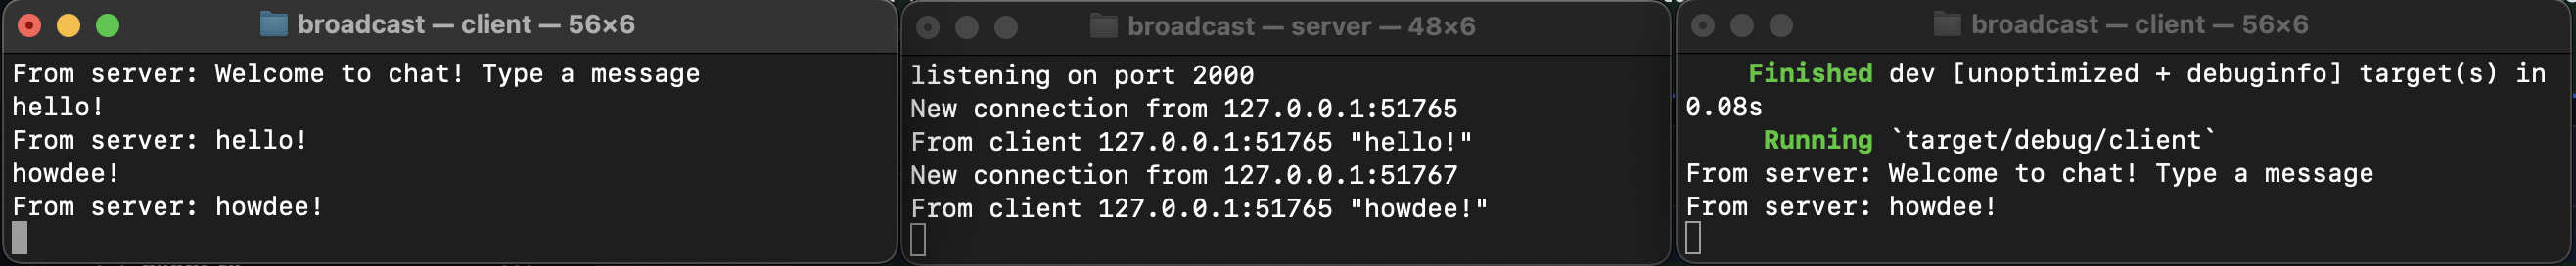 broadcast — client — 56×6
From server: Welcome to chat! Type a message
hello!
From server: hello!
howdee!
From server: howdee!
broadcast — server — 48×6
listening on port 2000
New connection from 127.0.0.1:51765
From client 127.0.0.1:51765 "hello!"
New connection from 127.0.0.1:51767
From client 127.0.0.1:51765 "howdee!"
broadcast — client — 56×6
Finished dev [unoptimized + debuginfo] target(s) in
0.08s
Running `target/debug/client`
From server: Welcome to chat! Type a message
From server: howdee!